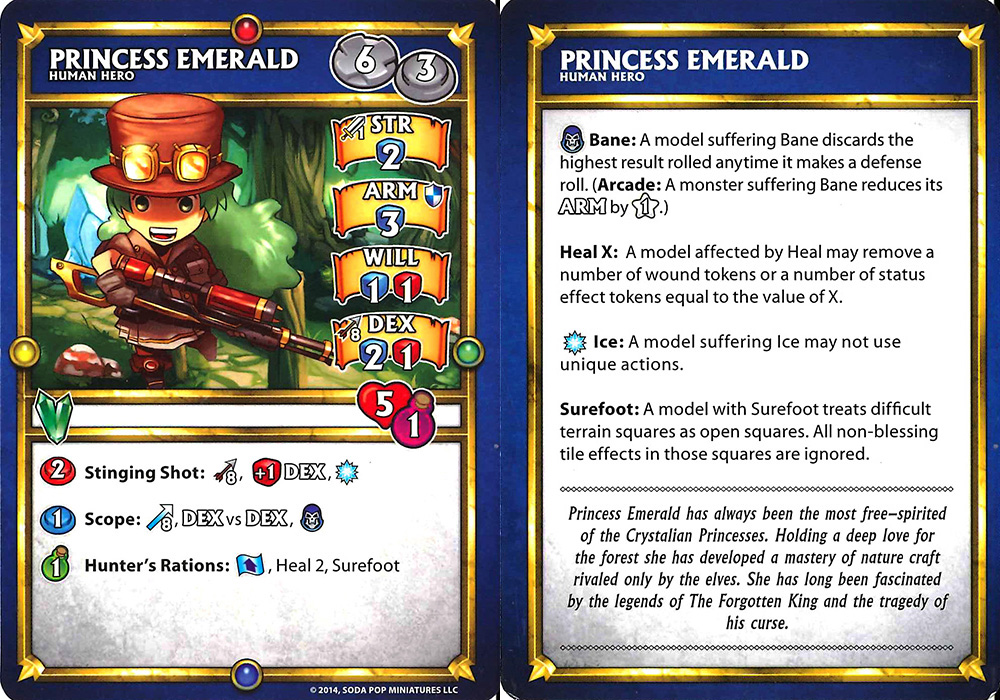 PRINCESS EMERALD
HUMAN HERO
6 3
STR
2
ARM
3
WILL
1 1
8 DEX
2 1
5
1
2 Stinging Shot: 8, +1 DEX,
1 Scope: 8, DEX vs DEX,
1 Hunter's Rations: , Heal 2, Surefoot
© 2014, SODA POP MINIATURES LLC
PRINCESS EMERALD
HUMAN HERO
Bane: A model suffering Bane discards the
highest result rolled anytime it makes a defense
roll. (Arcade: A monster suffering Bane reduces its
ARM by 1.)
Heal X: A model affected by Heal may remove a
number of wound tokens or a number of status
effect tokens equal to the value of X.
Ice: A model suffering Ice may not use
unique actions.
Surefoot: A model with Surefoot treats difficult
terrain squares as open squares. All non-blessing
tile effects in those squares are ignored.
Princess Emerald has always been the most free–spirited
of the Crystalian Princesses. Holding a deep love for
the forest she has developed a mastery of nature craft
rivaled only by the elves. She has long been fascinated
by the legends of The Forgotten King and the tragedy of
his curse.